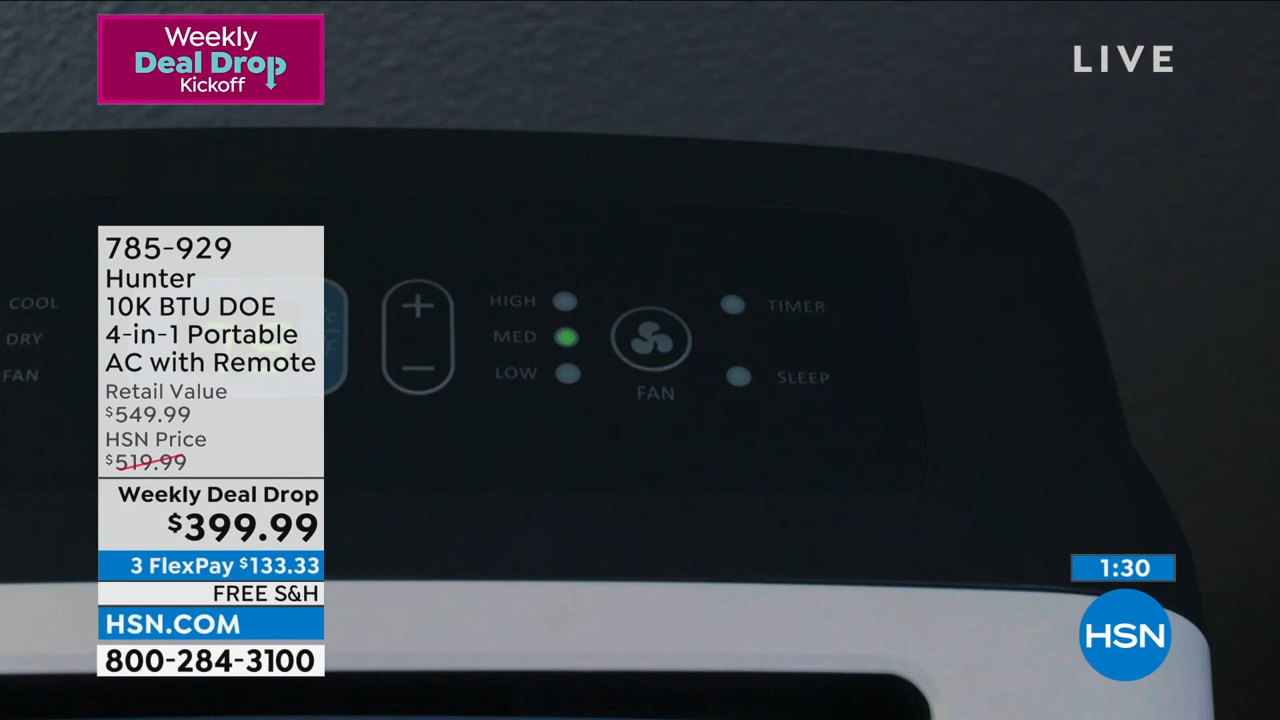 Weekly
Deal Drop
Kickoff
LIVE
785-929
Hunter
10K BTU DOE
4-in-1 Portable
AC with Remote
Retail Value
$549.99
HSN Price
$519.99
Weekly Deal Drop
$399.99
3 FlexPay $133.33
FREE S&H
HSN.COM
800-284-3100
COOL
DRY
FAN
°C
°F
+
−
HIGH
MED
LOW
FAN
TIMER
SLEEP
1:30
HSN